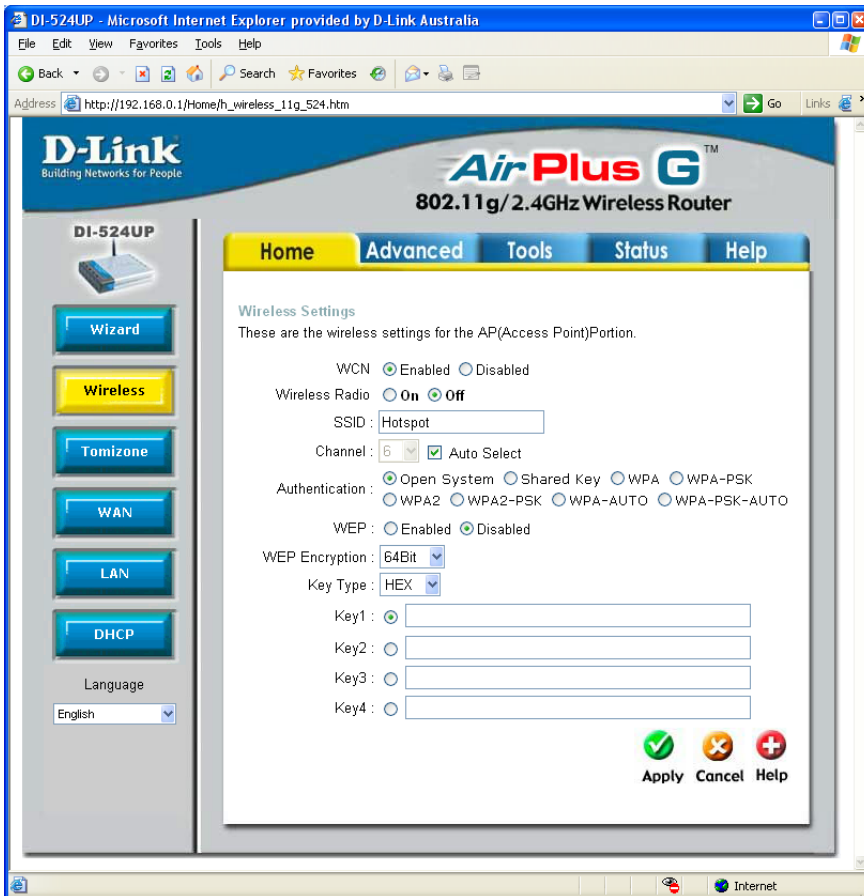 DI-524UP - Microsoft Internet Explorer provided by D-Link Australia
File Edit View Favorites Tools Help
Back Search Favorites
Address http://192.168.0.1/Home/h_wireless_11g_524.htm Go Links »
D-Link
Building Networks for People
AirPlus G™
802.11g/2.4GHz Wireless Router
DI-524UP
Home Advanced Tools Status Help
Wizard
Wireless
Tomizone
WAN
LAN
DHCP
Language
English
Wireless Settings
These are the wireless settings for the AP(Access Point)Portion.
WCN Enabled Disabled
Wireless Radio On Off
SSID : Hotspot
Channel : 6 Auto Select
Authentication : Open System Shared Key WPA WPA-PSK
WPA2 WPA2-PSK WPA-AUTO WPA-PSK-AUTO
WEP : Enabled Disabled
WEP Encryption : 64Bit
Key Type : HEX
Key1 :
Key2 :
Key3 :
Key4 :
Apply Cancel Help
Internet